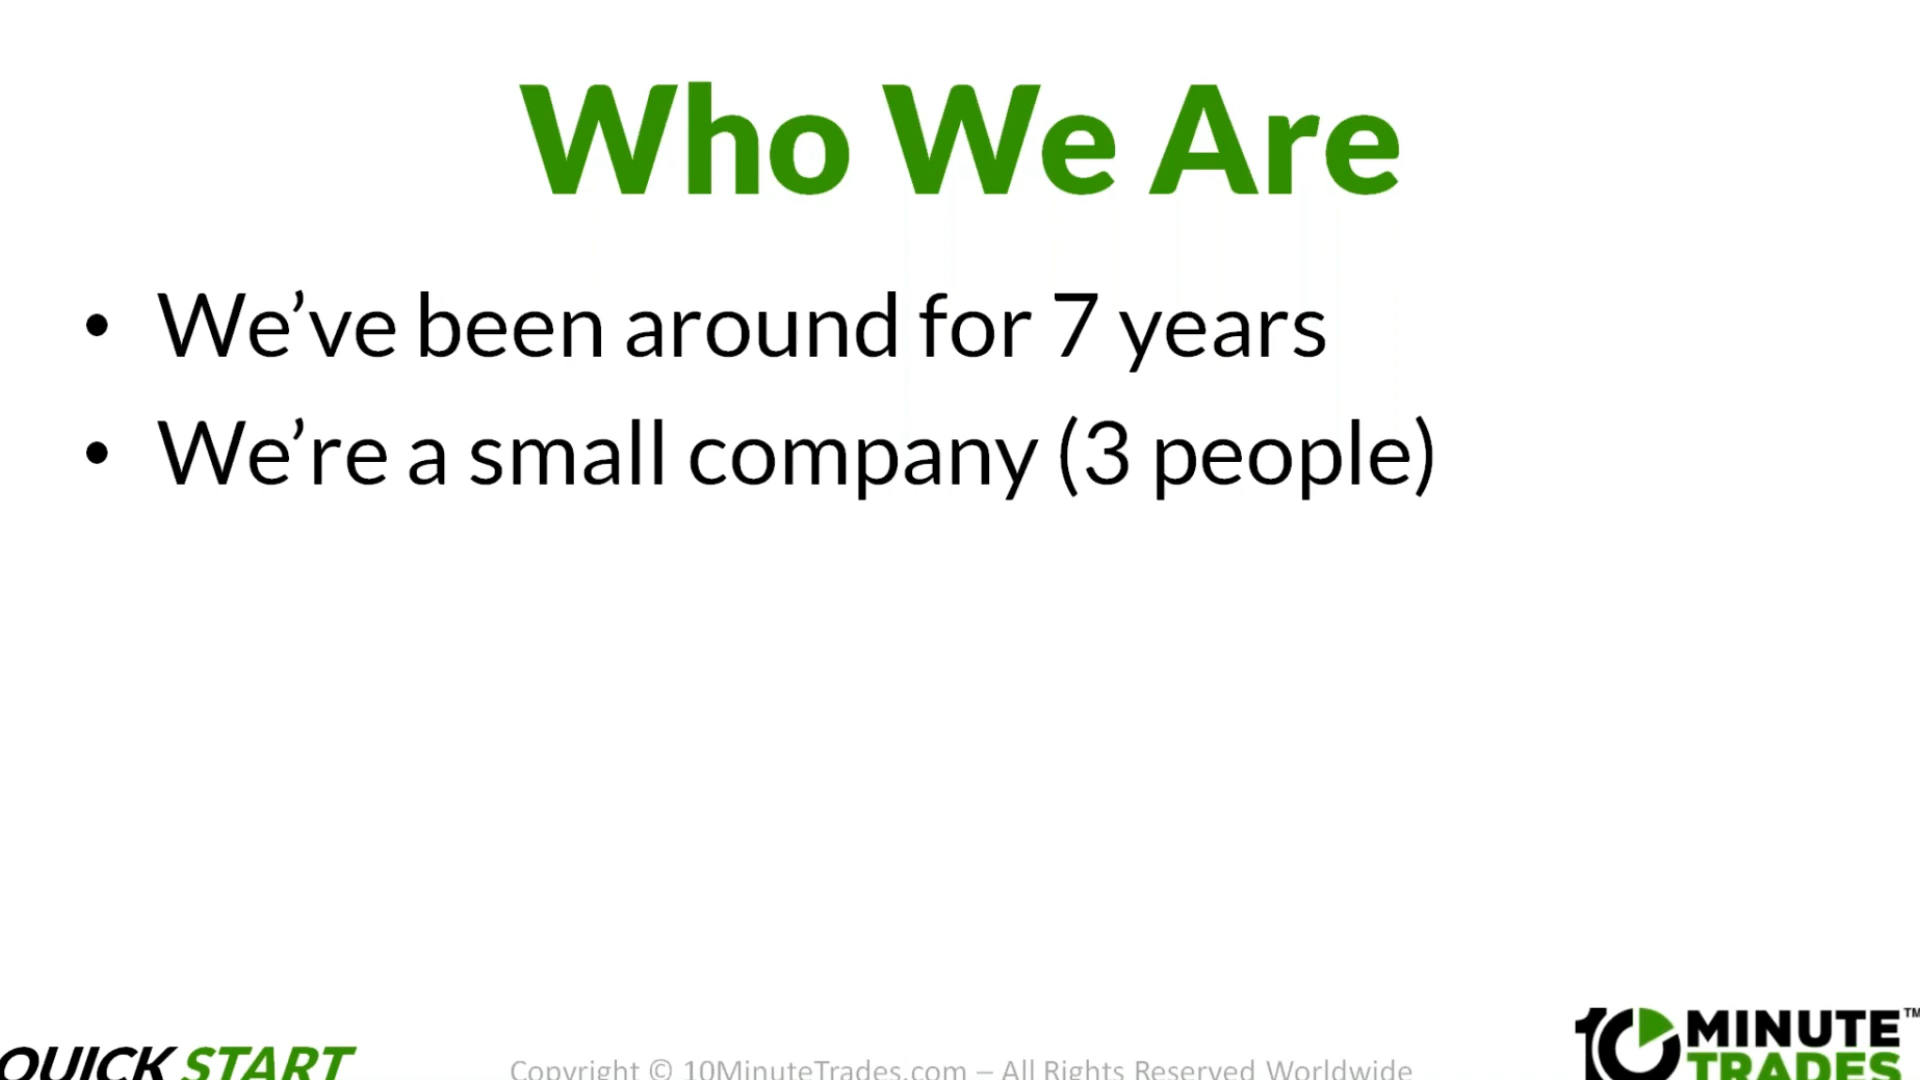 Who We Are
• We’ve been around for 7 years
• We’re a small company (3 people)
QUICK START
Copyright © 10MinuteTrades.com – All Rights Reserved Worldwide
10 MINUTE™
TRADES